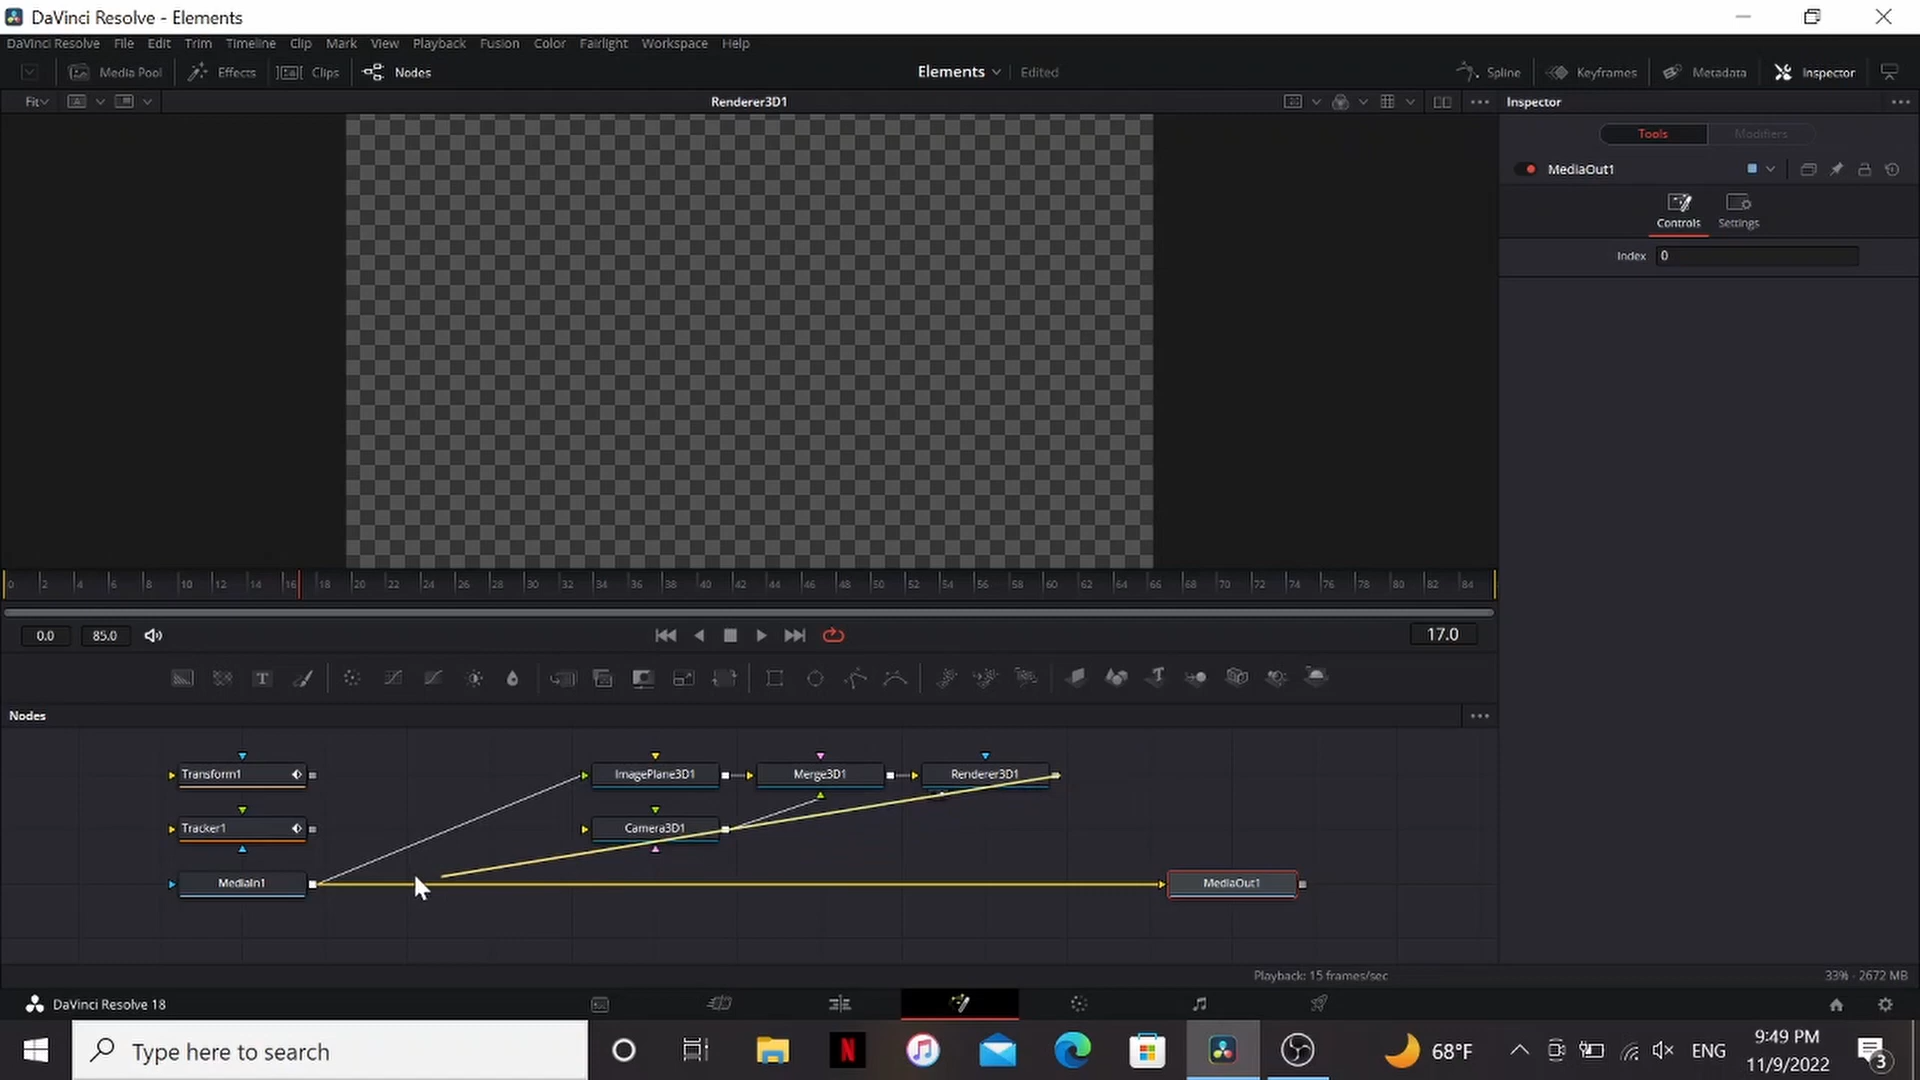 DaVinci Resolve - Elements
DaVinci Resolve File Edit Trim Timeline Clip Mark View Playback Fusion Color Fairlight Workspace Help
Media Pool Effects Clips Nodes Elements Edited Spline Keyframes Metadata Inspector
Fit Renderer3D1 Inspector
Tools Modifiers
MediaOut1
Controls Settings
Index 0
0 2 4 6 8 10 12 14 16 18 20 22 24 26 28 30 32 34 36 38 40 42 44 46 48 50 52 54 56 58 60 62 64 66 68 70 72 74 76 78 80 82 84
0.0 85.0 17.0
T
Nodes
Transform1 ImagePlane3D1 Merge3D1 Renderer3D1
Tracker1 Camera3D1
MediaIn1 MediaOut1
Playback: 15 frames/sec 33% - 2672 MB
DaVinci Resolve 18
Type here to search N 68°F ENG 9:49 PM
11/9/2022 3